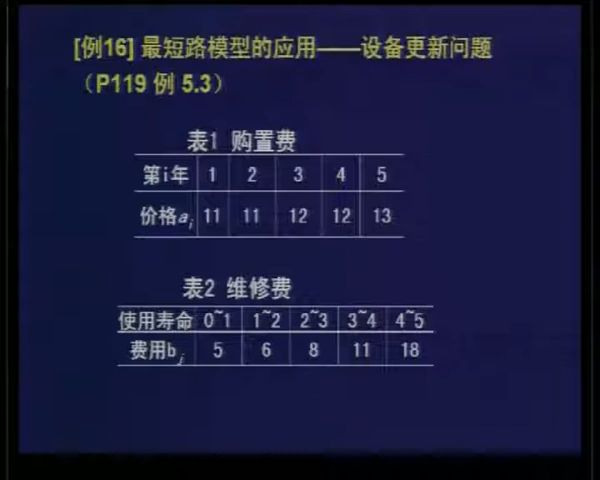 [例16] 最短路模型的应用——设备更新问题
（P119 例 5.3）
表1 购置费
第i年 1 2 3 4 5
价格ai 11 11 12 12 13
表2 维修费
使用寿命 0~1 1~2 2~3 3~4 4~5
费用bj 5 6 8 11 18